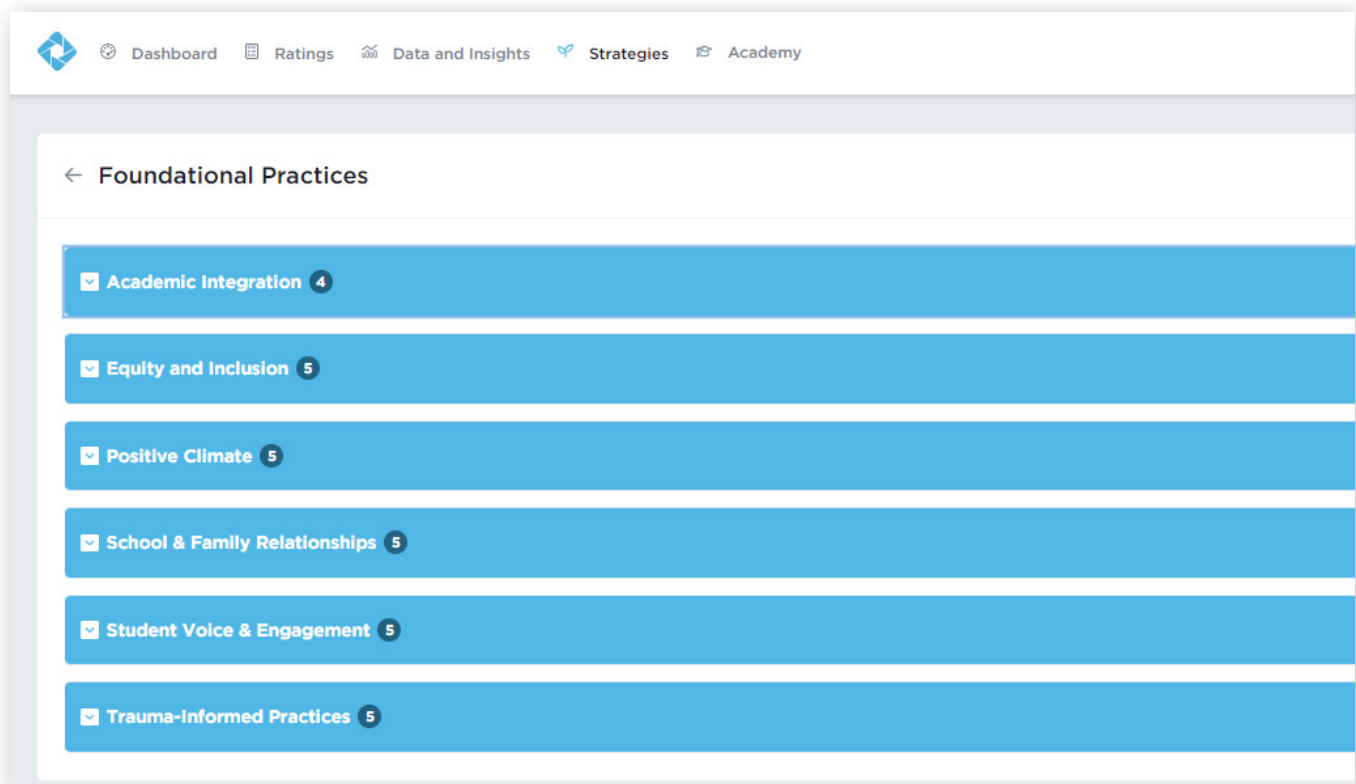 Dashboard Ratings Data and Insights Strategies Academy
← Foundational Practices
Academic Integration 4
Equity and Inclusion 5
Positive Climate 5
School & Family Relationships 5
Student Voice & Engagement 5
Trauma-Informed Practices 5